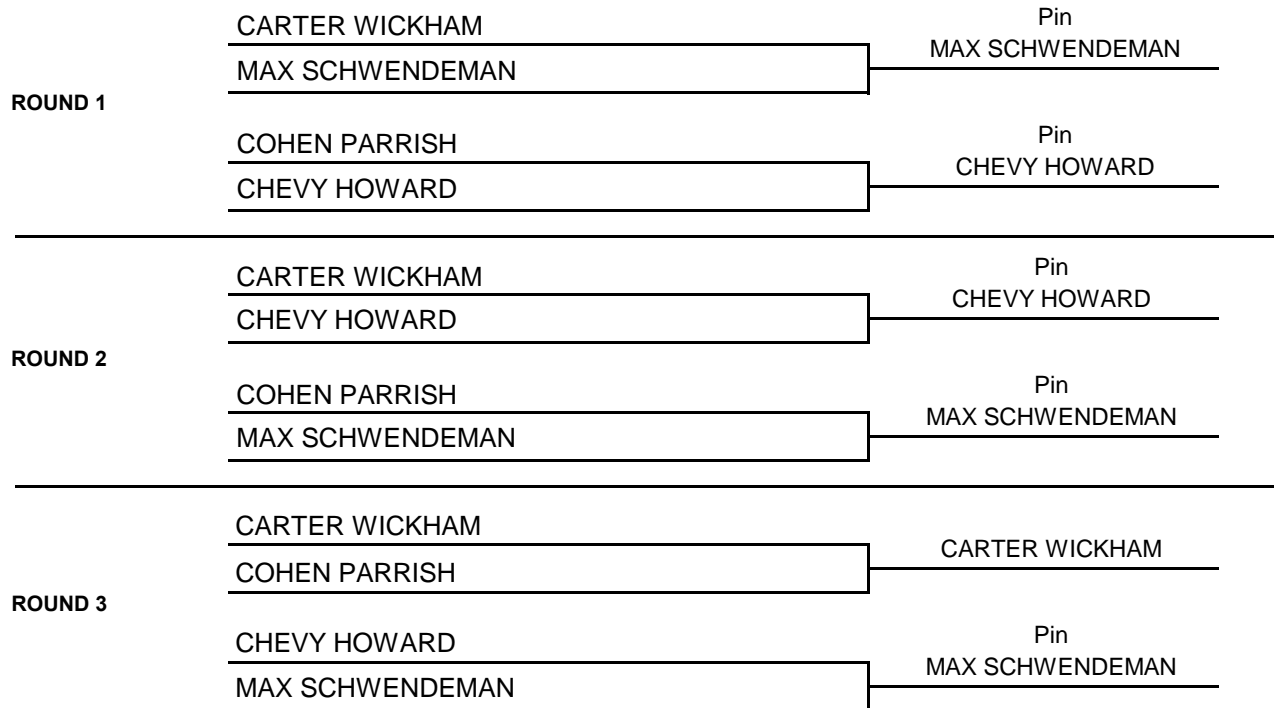 CARTER WICKHAM
Pin
MAX SCHWENDEMAN
MAX SCHWENDEMAN
ROUND 1
COHEN PARRISH
Pin
CHEVY HOWARD
CHEVY HOWARD
CARTER WICKHAM
Pin
CHEVY HOWARD
CHEVY HOWARD
ROUND 2
COHEN PARRISH
Pin
MAX SCHWENDEMAN
MAX SCHWENDEMAN
CARTER WICKHAM
CARTER WICKHAM
COHEN PARRISH
ROUND 3
CHEVY HOWARD
Pin
MAX SCHWENDEMAN
MAX SCHWENDEMAN